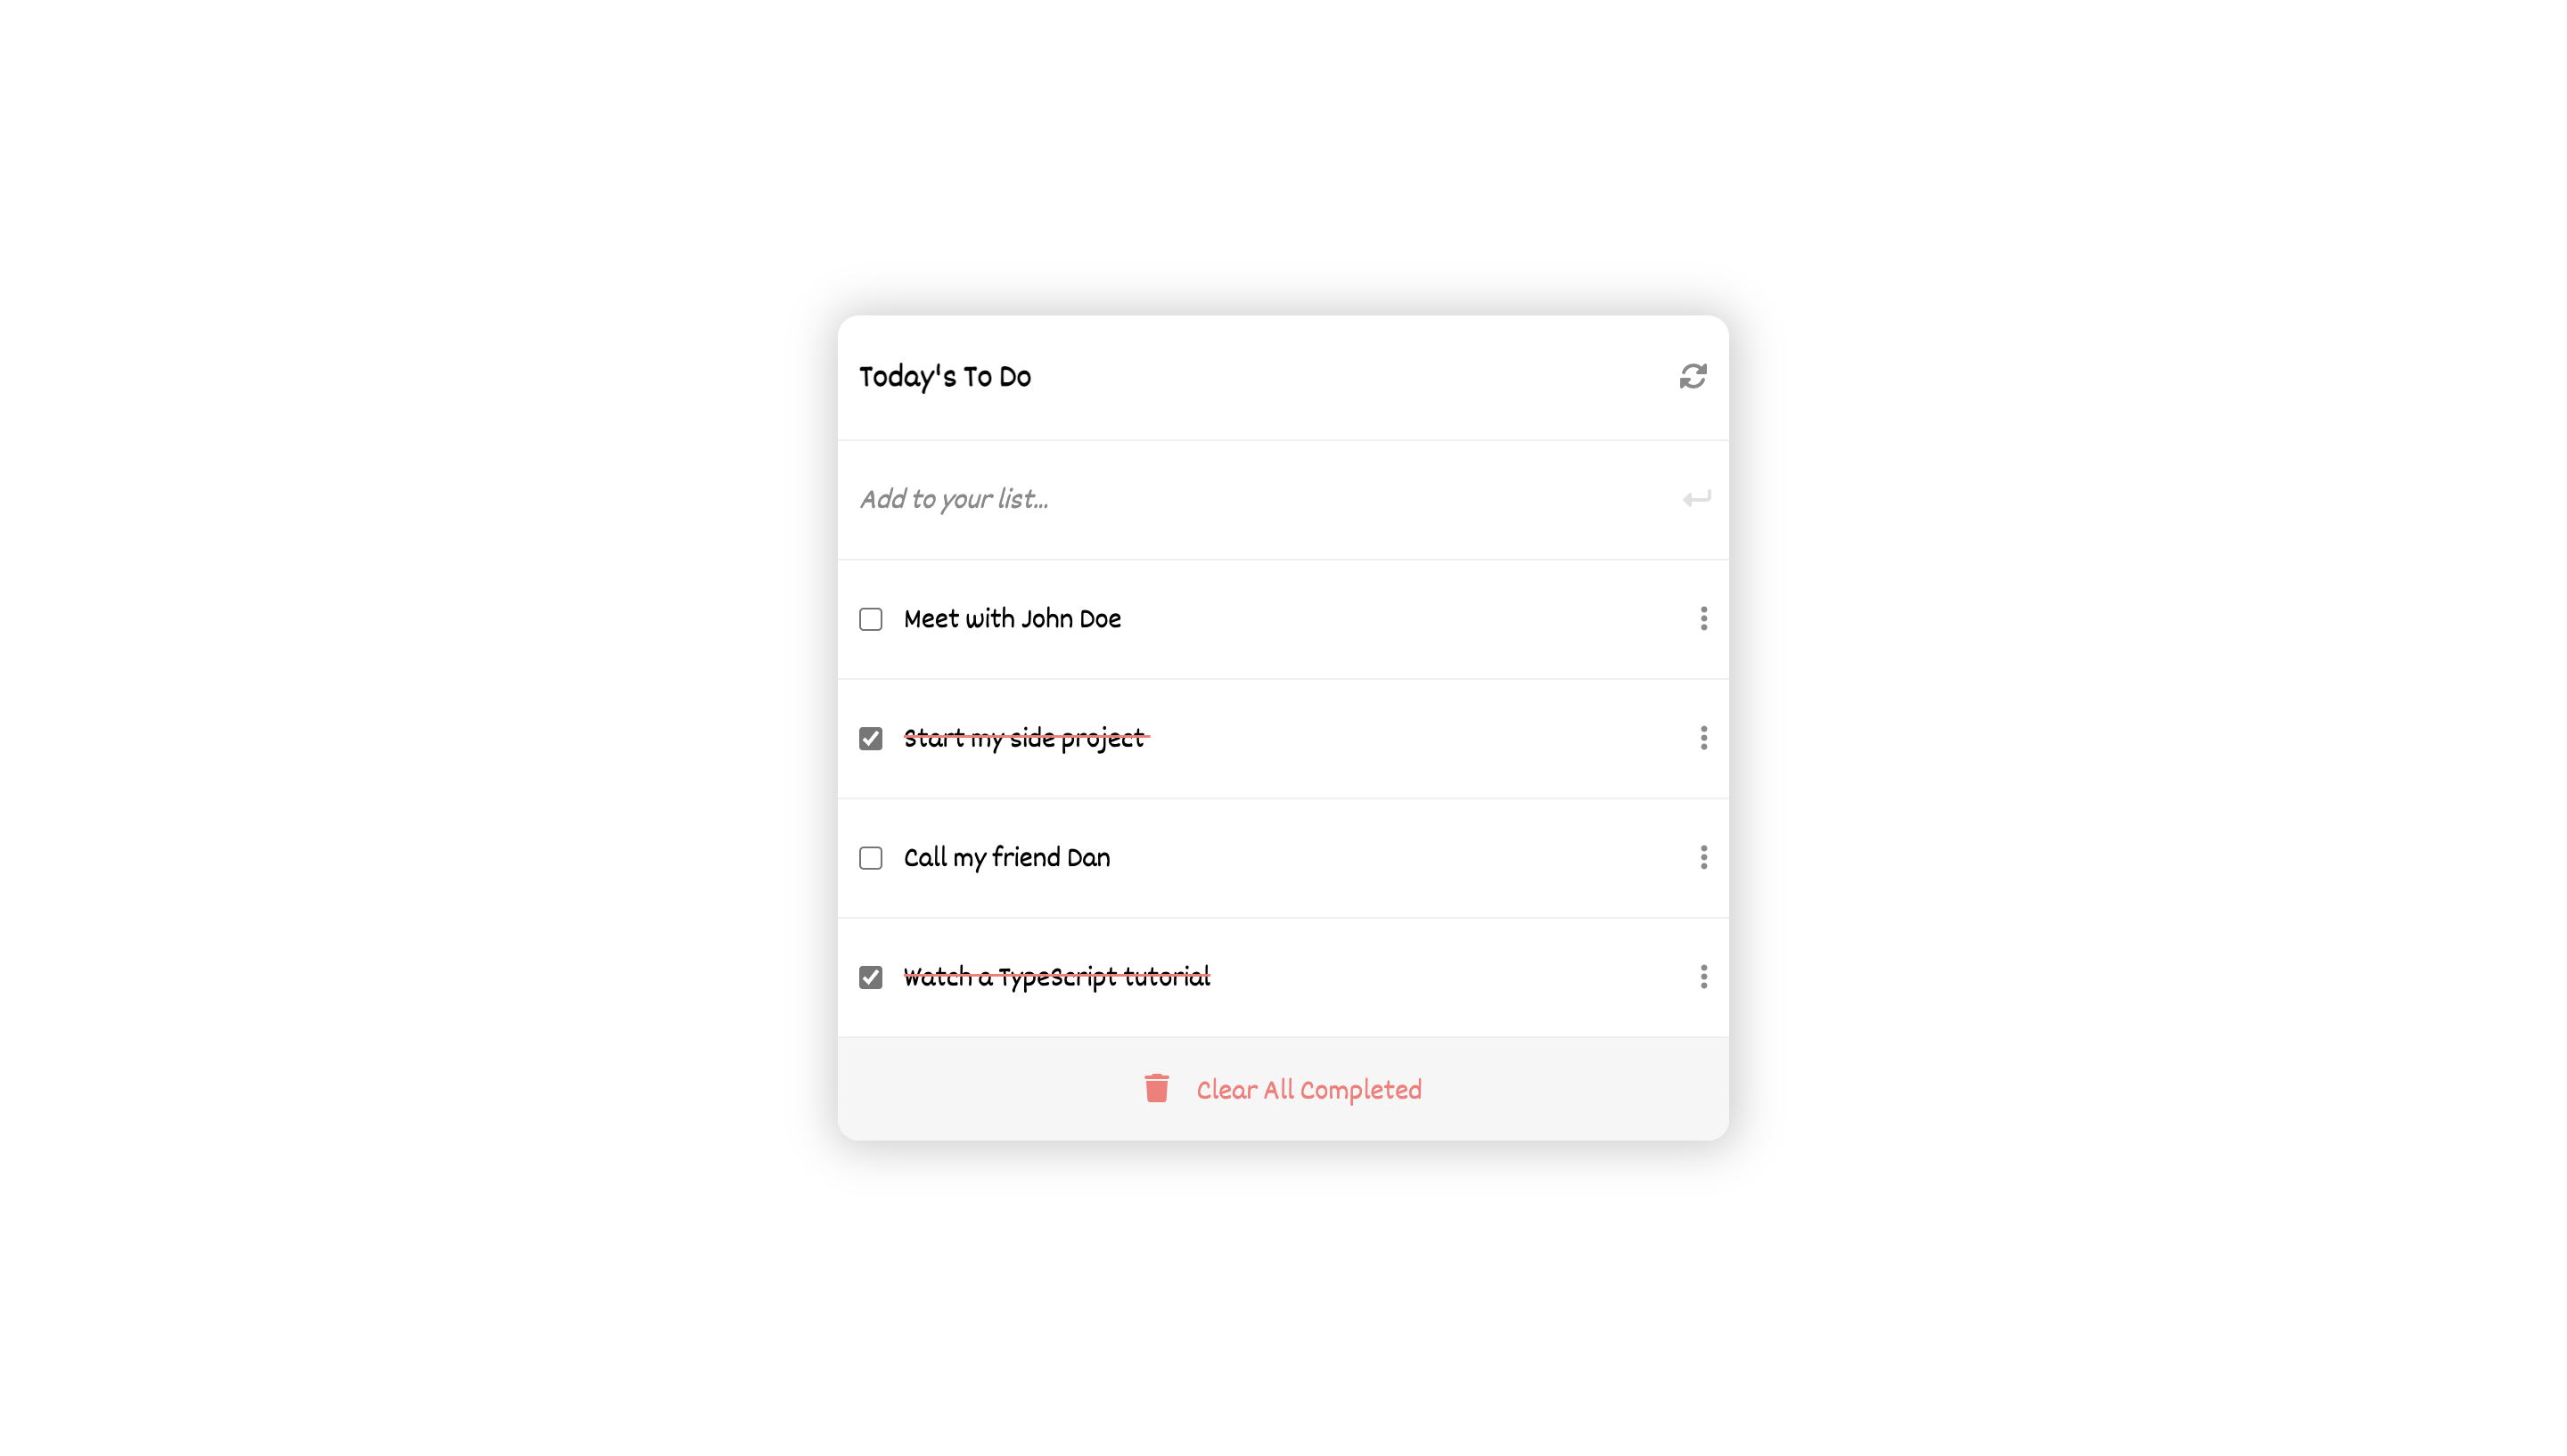 Today's To Do
Add to your list...
Meet with John Doe
Start my side project
Call my friend Dan
Watch a TypeScript tutorial
Clear All Completed